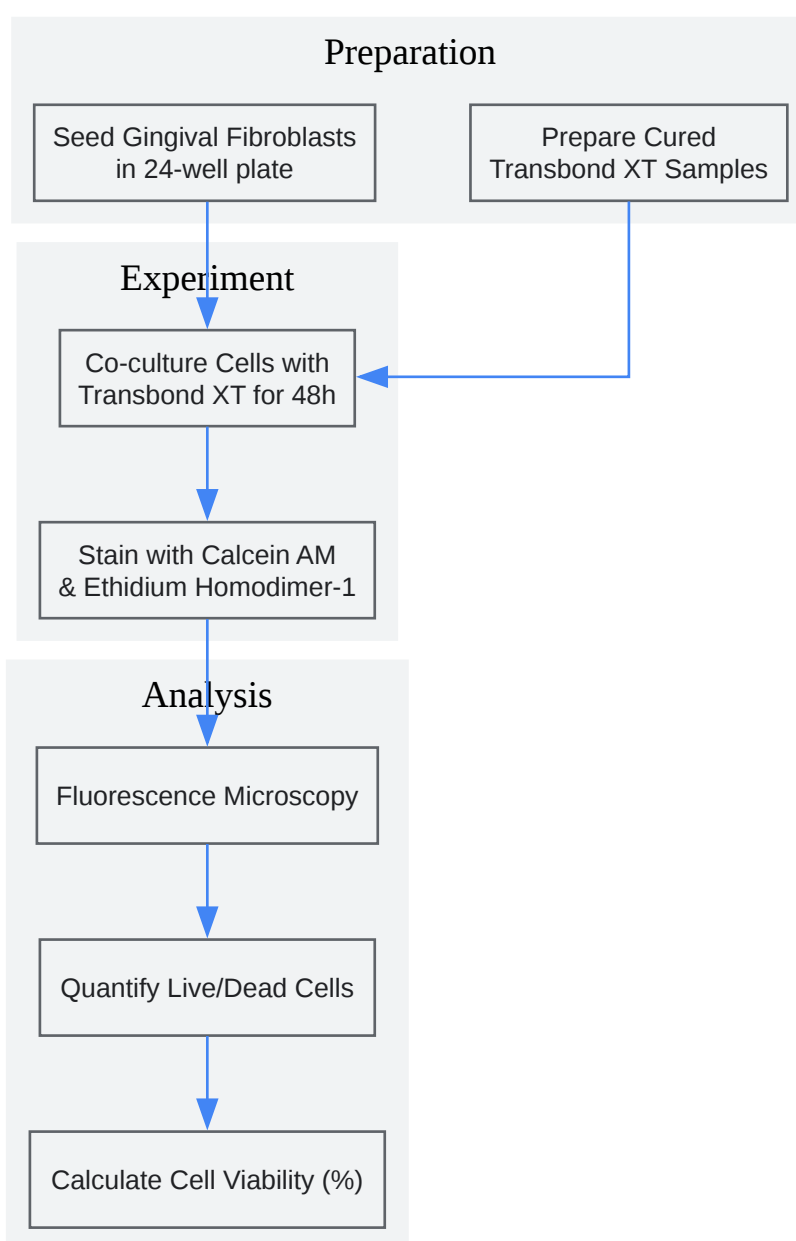 Preparation
Seed Gingival Fibroblasts
in 24-well plate
Prepare Cured
Transbond XT Samples
Experiment
Co-culture Cells with
Transbond XT for 48h
Stain with Calcein AM
& Ethidium Homodimer-1
Analysis
Fluorescence Microscopy
Quantify Live/Dead Cells
Calculate Cell Viability (%)